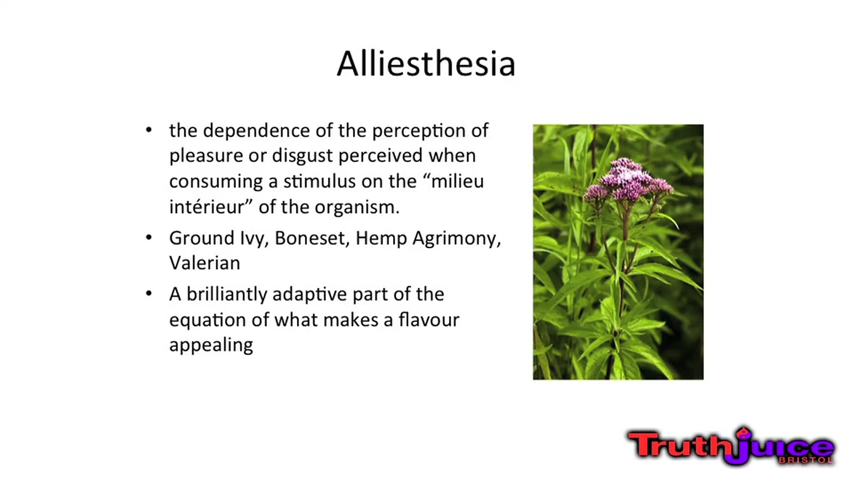 Alliesthesia
• the dependence of the perception of
pleasure or disgust perceived when
consuming a stimulus on the “milieu
intérieur” of the organism.
• Ground Ivy, Boneset, Hemp Agrimony,
Valerian
• A brilliantly adaptive part of the
equation of what makes a flavour
appealing
Truthjuice
BRISTOL